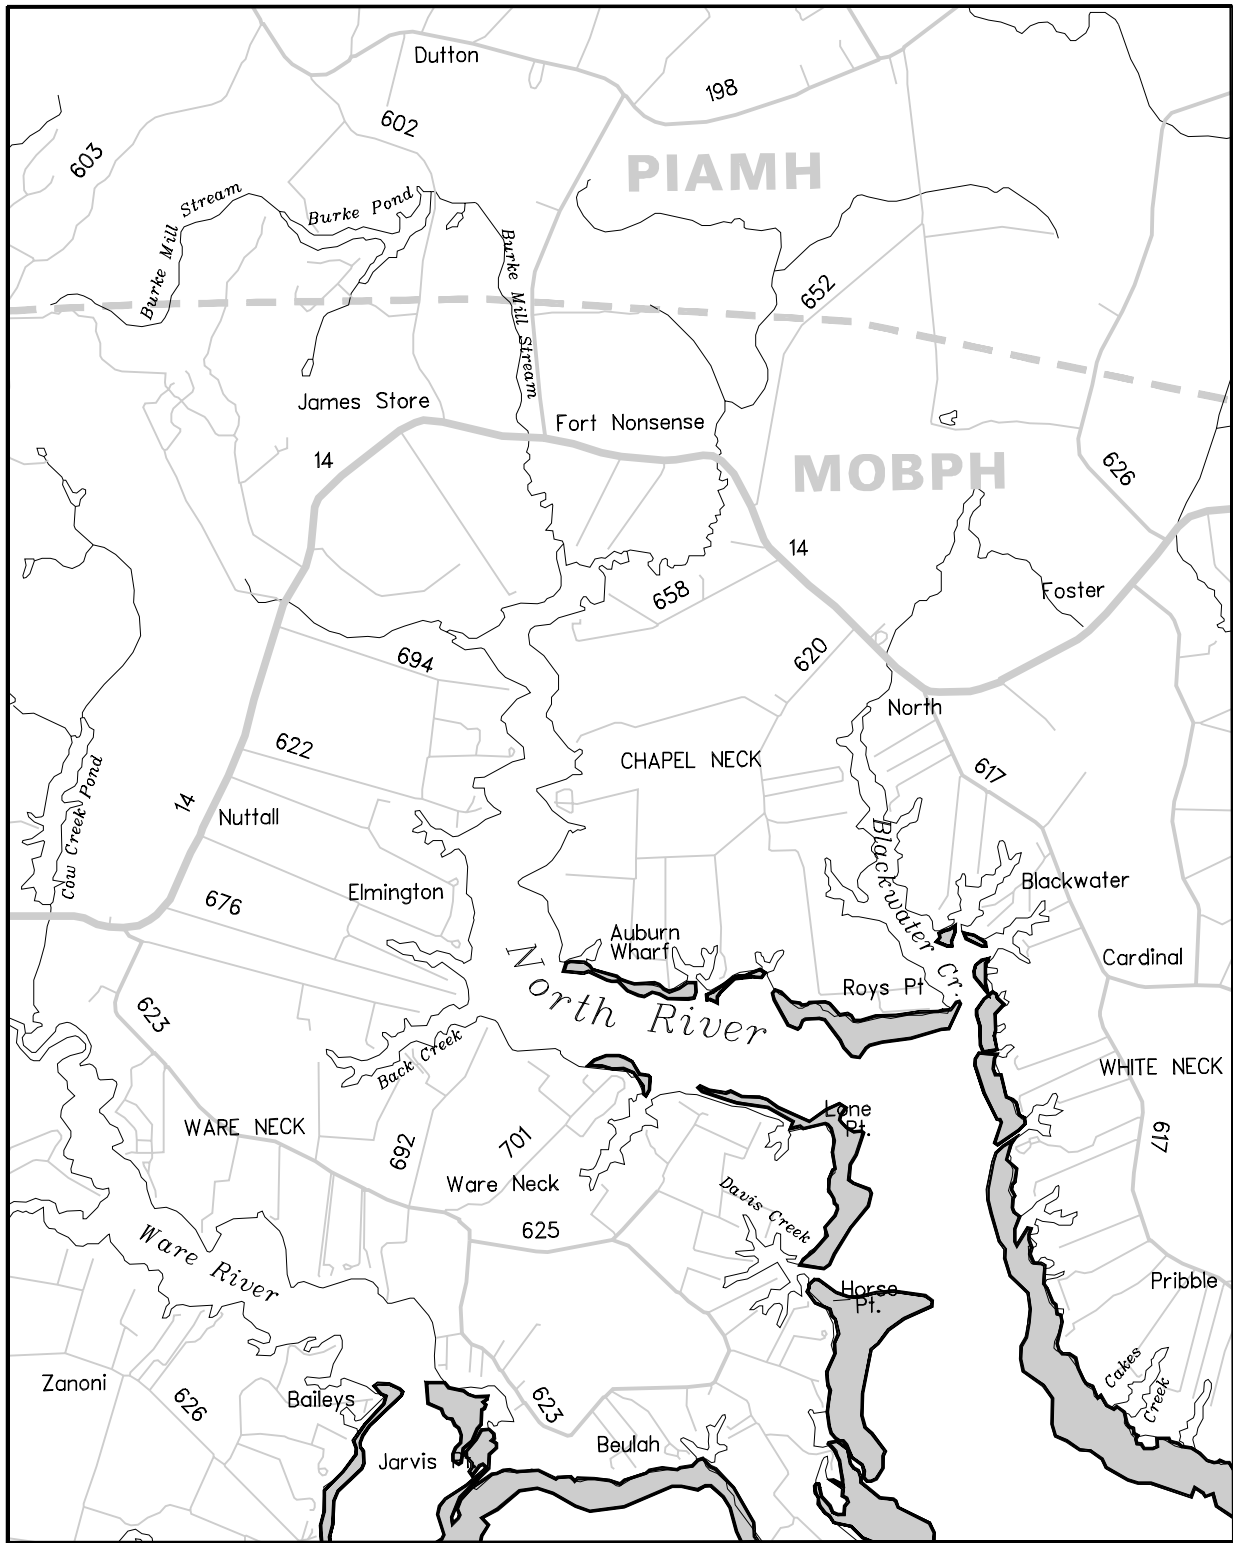 Dutton
198
602
603
PIAMH
Burke Mill Stream
Burke Pond
Burke Mill Stream
652
James Store
Fort Nonsense
14
MOBPH
626
14
Foster
658
694
620
North
622
CHAPEL NECK
617
14
Nuttall
Cow Creek Pond
Blackwater Cr.
Elmington
Blackwater
676
Auburn
Wharf
Cardinal
North River
Roys Pt
623
Back Creek
WHITE NECK
Lone
Pt.
WARE NECK
692
701
617
Ware Neck
Davis Creek
625
Ware River
Horse
Pt.
Pribble
Zanoni
626
Baileys
623
Cakes
Creek
Beulah
Jarvis